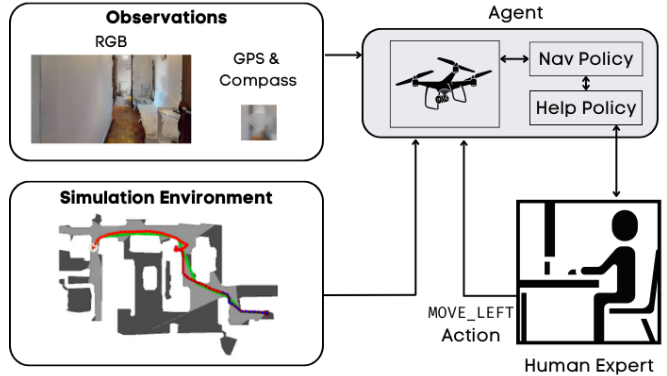 Observations
RGB
GPS &
Compass
Agent
Nav Policy
Help Policy
Simulation Environment
MOVE_LEFT
Action
Human Expert